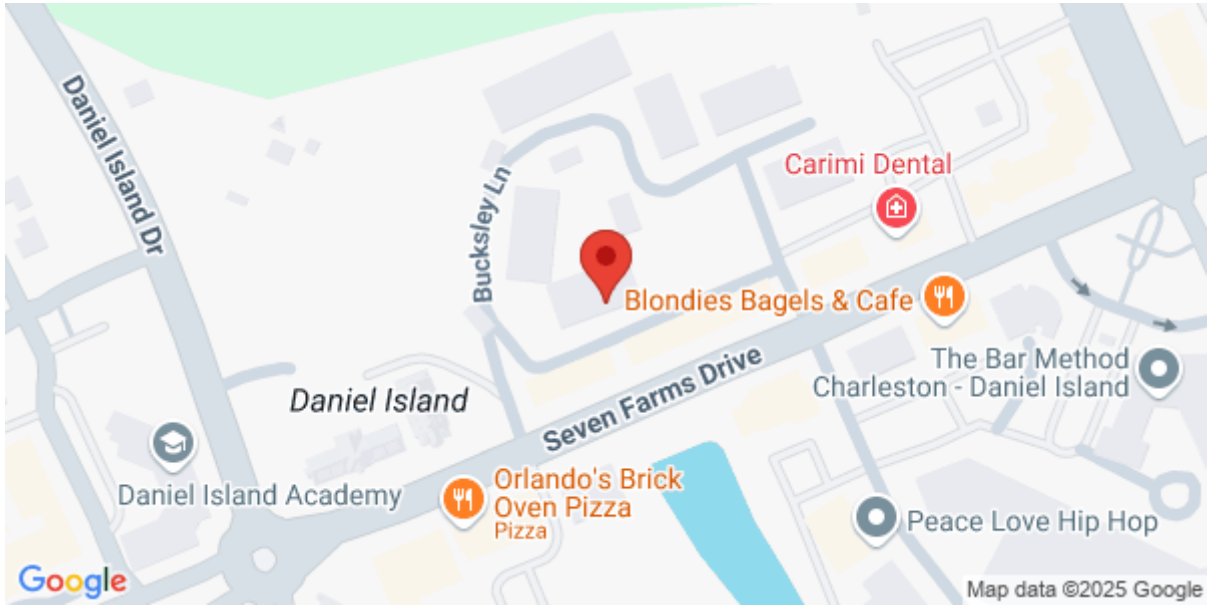 Daniel Island Dr
Bucksley Ln
Carimi Dental
Blondies Bagels & Cafe
The Bar Method
Charleston - Daniel Island
Seven Farms Drive
Daniel Island
Daniel Island Academy
Orlando's Brick
Oven Pizza
Pizza
Peace Love Hip Hop
Google
Map data ©2025 Google